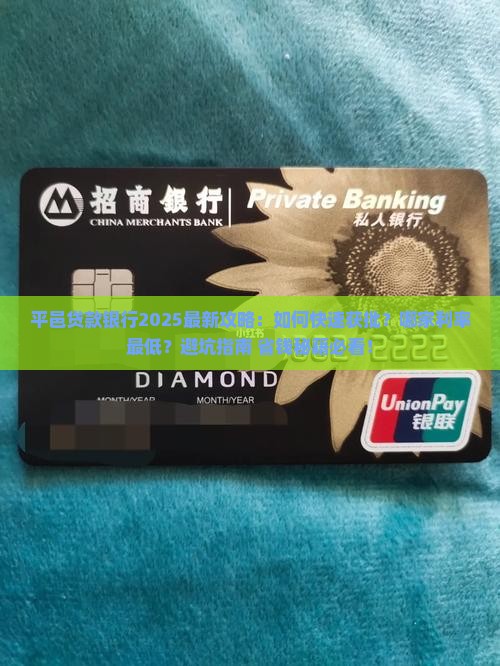 招商银行
CHINA MERCHANTS BANK
Private Banking
私人银行
平邑贷款银行2025最新攻略：如何快速获批？哪家利率
最低？避坑指南 省钱秘籍必看！
小红书
2222
DIAMOND
MONTH/YEAR MONTH/YEAR
UnionPay
银联